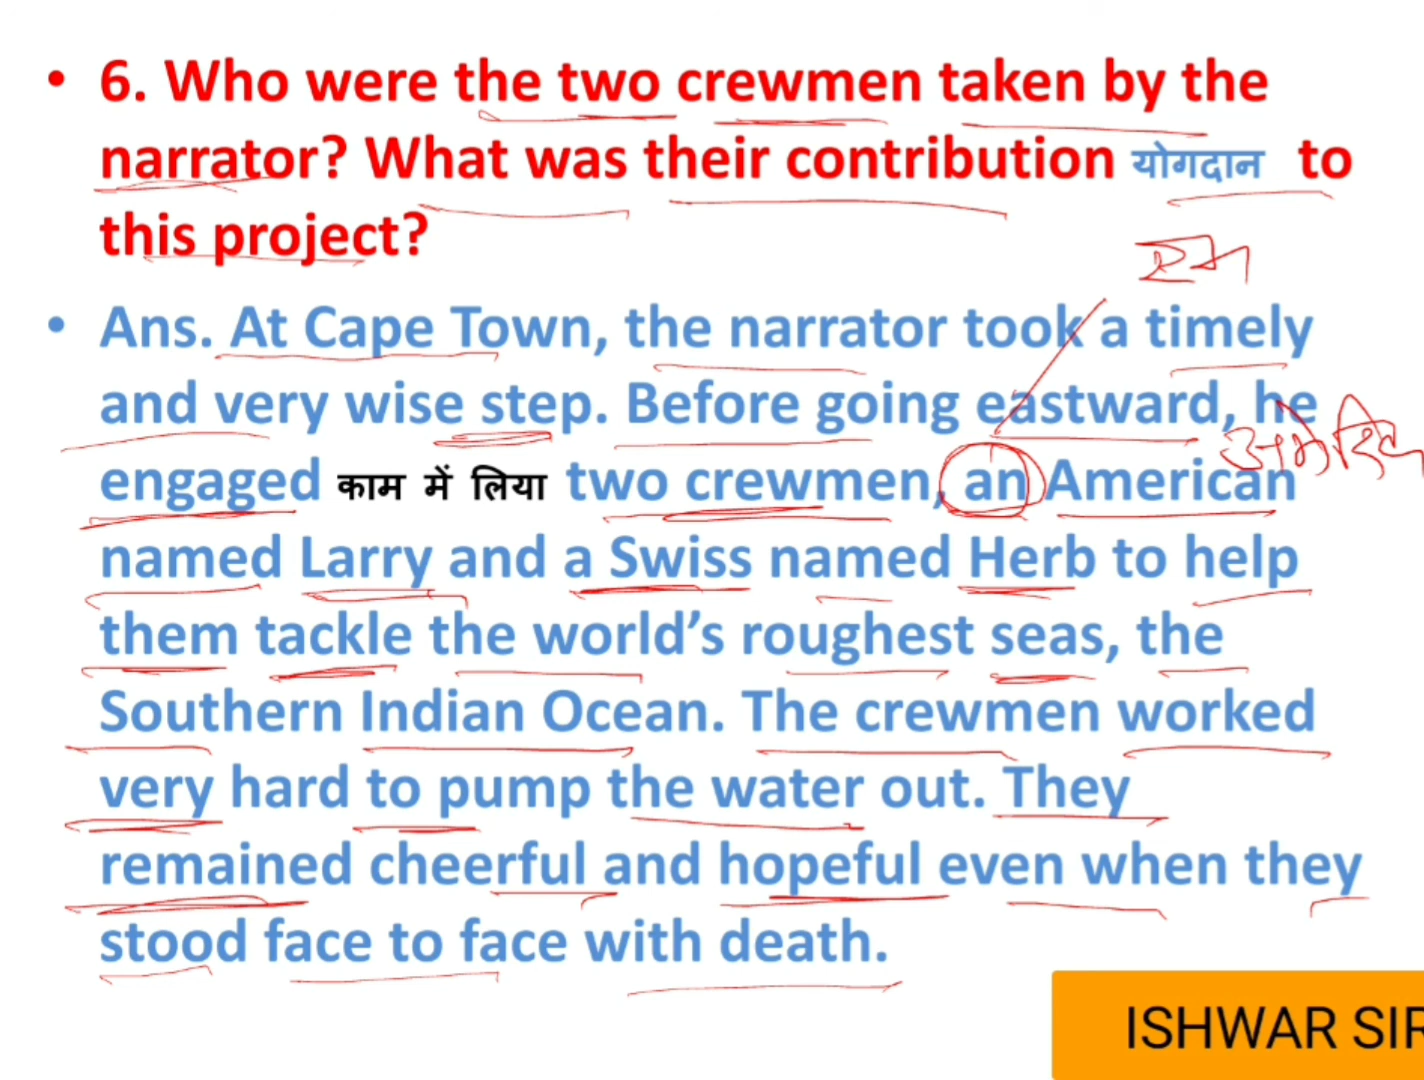 • 6. Who were the two crewmen taken by the
narrator? What was their contribution योगदान to
this project?
• Ans. At Cape Town, the narrator took a timely
and very wise step. Before going eastward, he
engaged काम में लिया two crewmen, an American
named Larry and a Swiss named Herb to help
them tackle the world’s roughest seas, the
Southern Indian Ocean. The crewmen worked
very hard to pump the water out. They
remained cheerful and hopeful even when they
stood face to face with death.
ISHWAR SIR